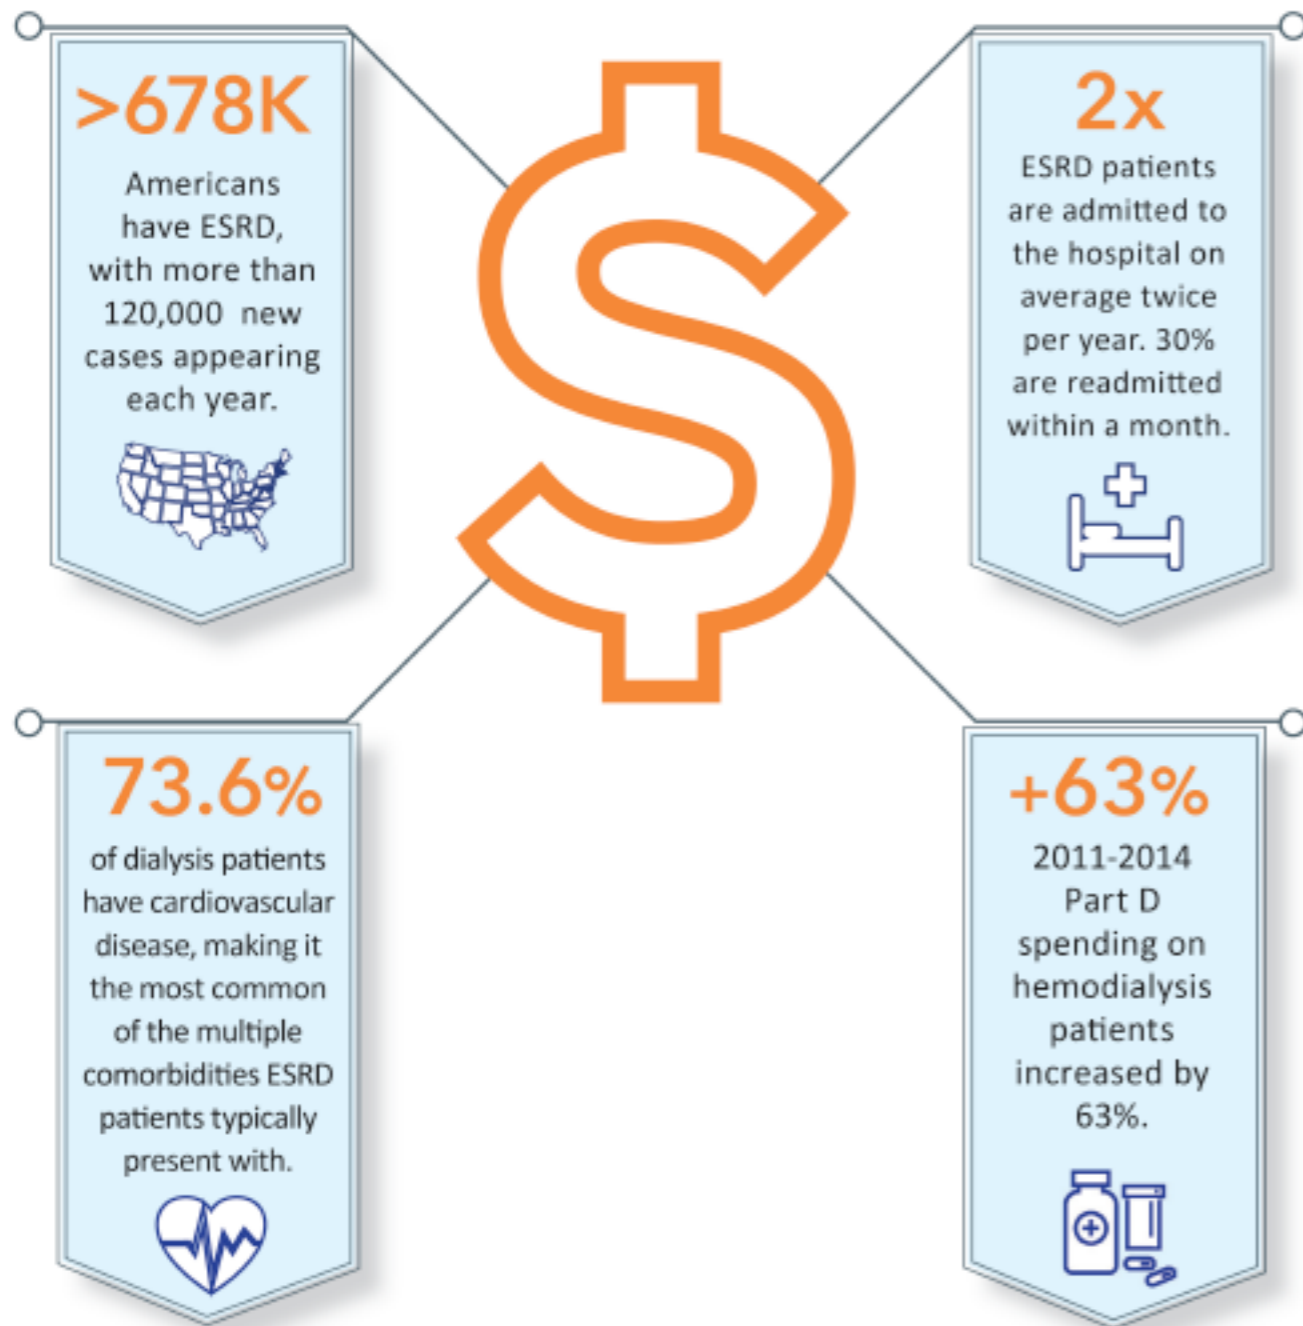 >678K
Americans
have ESRD,
with more than
120,000 new
cases appearing
each year.
2x
ESRD patients
are admitted to
the hospital on
average twice
per year. 30%
are readmitted
within a month.
$
73.6%
of dialysis patients
have cardiovascular
disease, making it
the most common
of the multiple
comorbidities ESRD
patients typically
present with.
+63%
2011-2014
Part D
spending on
hemodialysis
patients
increased by
63%.